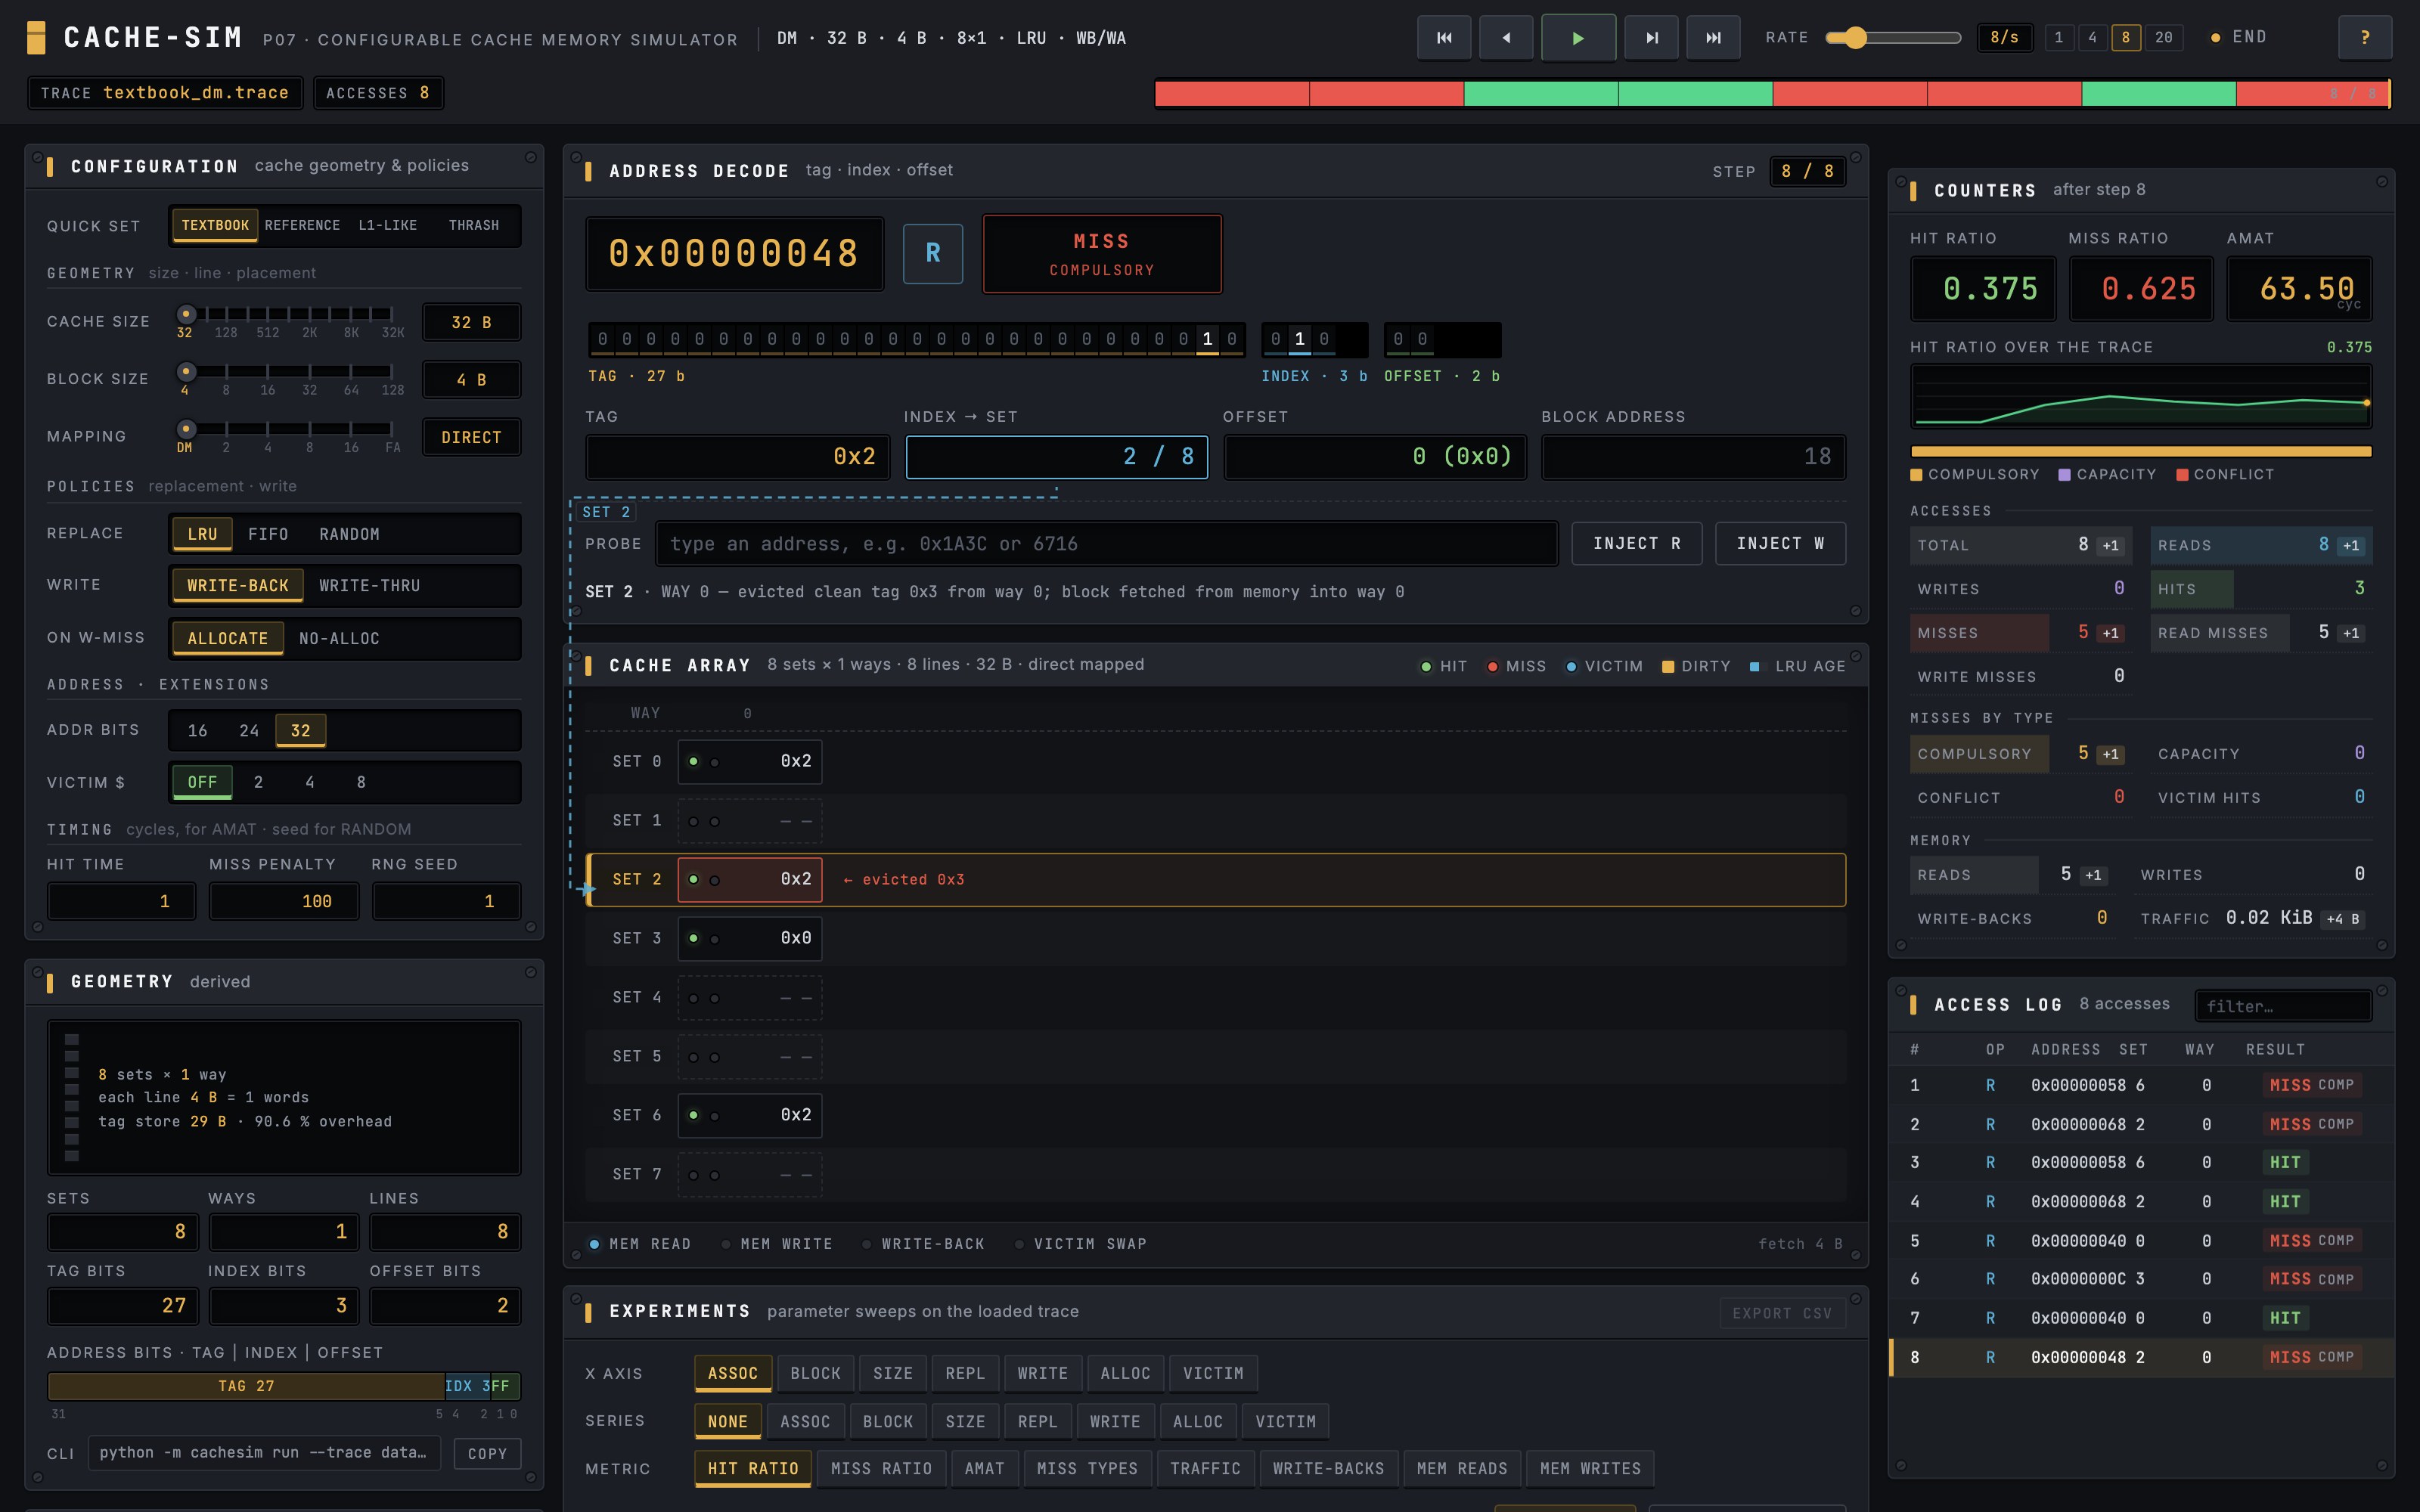 CACHE-SIM P07 · CONFIGURABLE CACHE MEMORY SIMULATOR DM · 32 B · 4 B · 8×1 · LRU · WB/WA RATE 8/s 1 4 8 20 END ?
TRACE textbook_dm.trace ACCESSES 8 8 / 8
CONFIGURATION cache geometry & policies
QUICK SET TEXTBOOK REFERENCE L1-LIKE THRASH
GEOMETRY size · line · placement
CACHE SIZE 32 B
32 128 512 2K 8K 32K
BLOCK SIZE 4 B
4 8 16 32 64 128
MAPPING DIRECT
DM 2 4 8 16 FA
POLICIES replacement · write
REPLACE LRU FIFO RANDOM
WRITE WRITE-BACK WRITE-THRU
ON W-MISS ALLOCATE NO-ALLOC
ADDRESS · EXTENSIONS
ADDR BITS 16 24 32
VICTIM $ OFF 2 4 8
TIMING cycles, for AMAT · seed for RANDOM
HIT TIME MISS PENALTY RNG SEED
1 100 1
GEOMETRY derived
8 sets × 1 way
each line 4 B = 1 words
tag store 29 B · 90.6 % overhead
SETS WAYS LINES
8 1 8
TAG BITS INDEX BITS OFFSET BITS
27 3 2
ADDRESS BITS · TAG | INDEX | OFFSET
TAG 27 IDX 3 FF
31 5 4 2 1 0
CLI python -m cachesim run --trace data… COPY
ADDRESS DECODE tag · index · offset STEP 8 / 8
0x00000048 R MISS
COMPULSORY
0 0 0 0 0 0 0 0 0 0 0 0 0 0 0 0 0 0 0 0 0 0 0 0 0 1 0 0 1 0 0 0
TAG · 27 b INDEX · 3 b OFFSET · 2 b
TAG INDEX → SET OFFSET BLOCK ADDRESS
0x2 2 / 8 0 (0x0) 18
SET 2
PROBE type an address, e.g. 0x1A3C or 6716 INJECT R INJECT W
SET 2 · WAY 0 — evicted clean tag 0x3 from way 0; block fetched from memory into way 0
CACHE ARRAY 8 sets × 1 ways · 8 lines · 32 B · direct mapped HIT MISS VICTIM DIRTY LRU AGE
WAY 0
SET 0 0x2
SET 1 — —
SET 2 0x2 ← evicted 0x3
SET 3 0x0
SET 4 — —
SET 5 — —
SET 6 0x2
SET 7 — —
MEM READ MEM WRITE WRITE-BACK VICTIM SWAP fetch 4 B
EXPERIMENTS parameter sweeps on the loaded trace EXPORT CSV
X AXIS ASSOC BLOCK SIZE REPL WRITE ALLOC VICTIM
SERIES NONE ASSOC BLOCK SIZE REPL WRITE ALLOC VICTIM
METRIC HIT RATIO MISS RATIO AMAT MISS TYPES TRAFFIC WRITE-BACKS MEM READS MEM WRITES
COUNTERS after step 8
HIT RATIO MISS RATIO AMAT
0.375 0.625 63.50 cyc
HIT RATIO OVER THE TRACE 0.375
COMPULSORY CAPACITY CONFLICT
ACCESSES
TOTAL 8 +1 READS 8 +1
WRITES 0 HITS 3
MISSES 5 +1 READ MISSES 5 +1
WRITE MISSES 0
MISSES BY TYPE
COMPULSORY 5 +1 CAPACITY 0
CONFLICT 0 VICTIM HITS 0
MEMORY
READS 5 +1 WRITES 0
WRITE-BACKS 0 TRAFFIC 0.02 KiB +4 B
ACCESS LOG 8 accesses filter…
# OP ADDRESS SET WAY RESULT
1 R 0x00000058 6 0 MISS COMP
2 R 0x00000068 2 0 MISS COMP
3 R 0x00000058 6 0 HIT
4 R 0x00000068 2 0 HIT
5 R 0x00000040 0 0 MISS COMP
6 R 0x0000000C 3 0 MISS COMP
7 R 0x00000040 0 0 HIT
8 R 0x00000048 2 0 MISS COMP